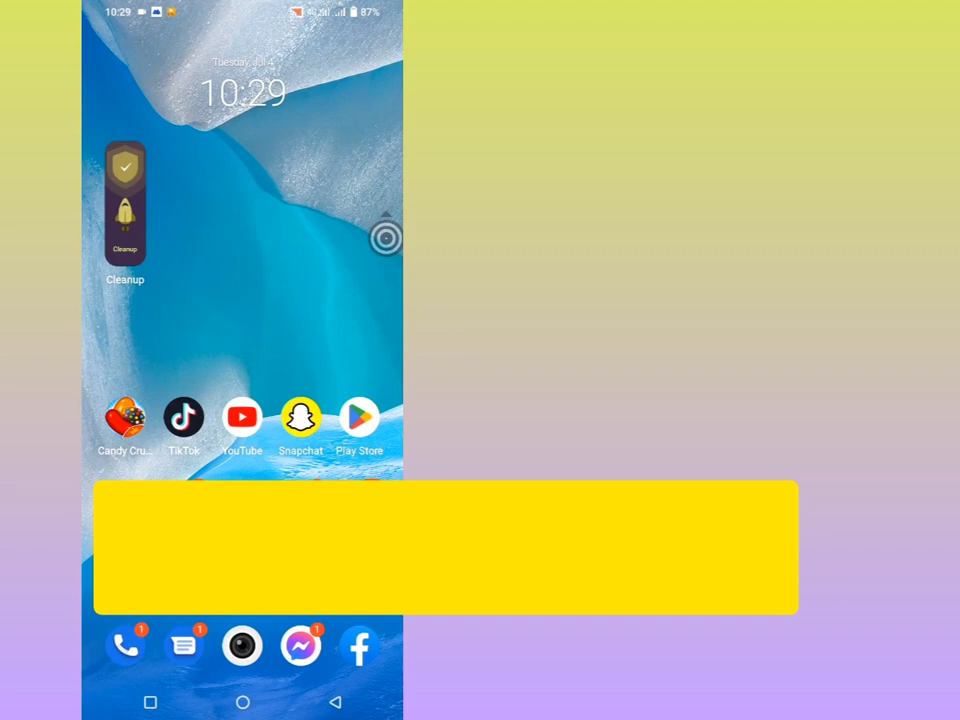 10:29
87%
Tuesday, Jul 4
10:29
Cleanup
Cleanup
Candy Cru...
TikTok
YouTube
Snapchat
Play Store
1
1
1